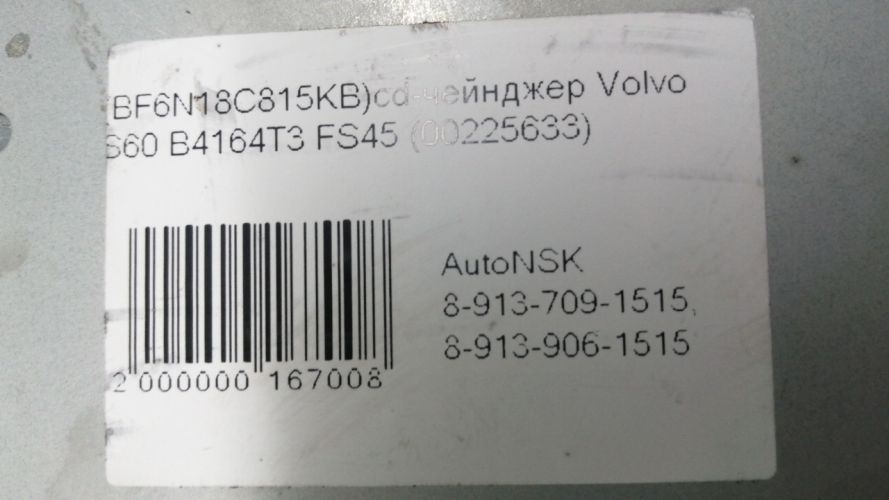 BF6N18C815KB)cd-чейнджер Volvo
S60 B4164T3 FS45 (00225633)
AutoNSK
8-913-709-1515,
8-913-906-1515
2 000000 167008